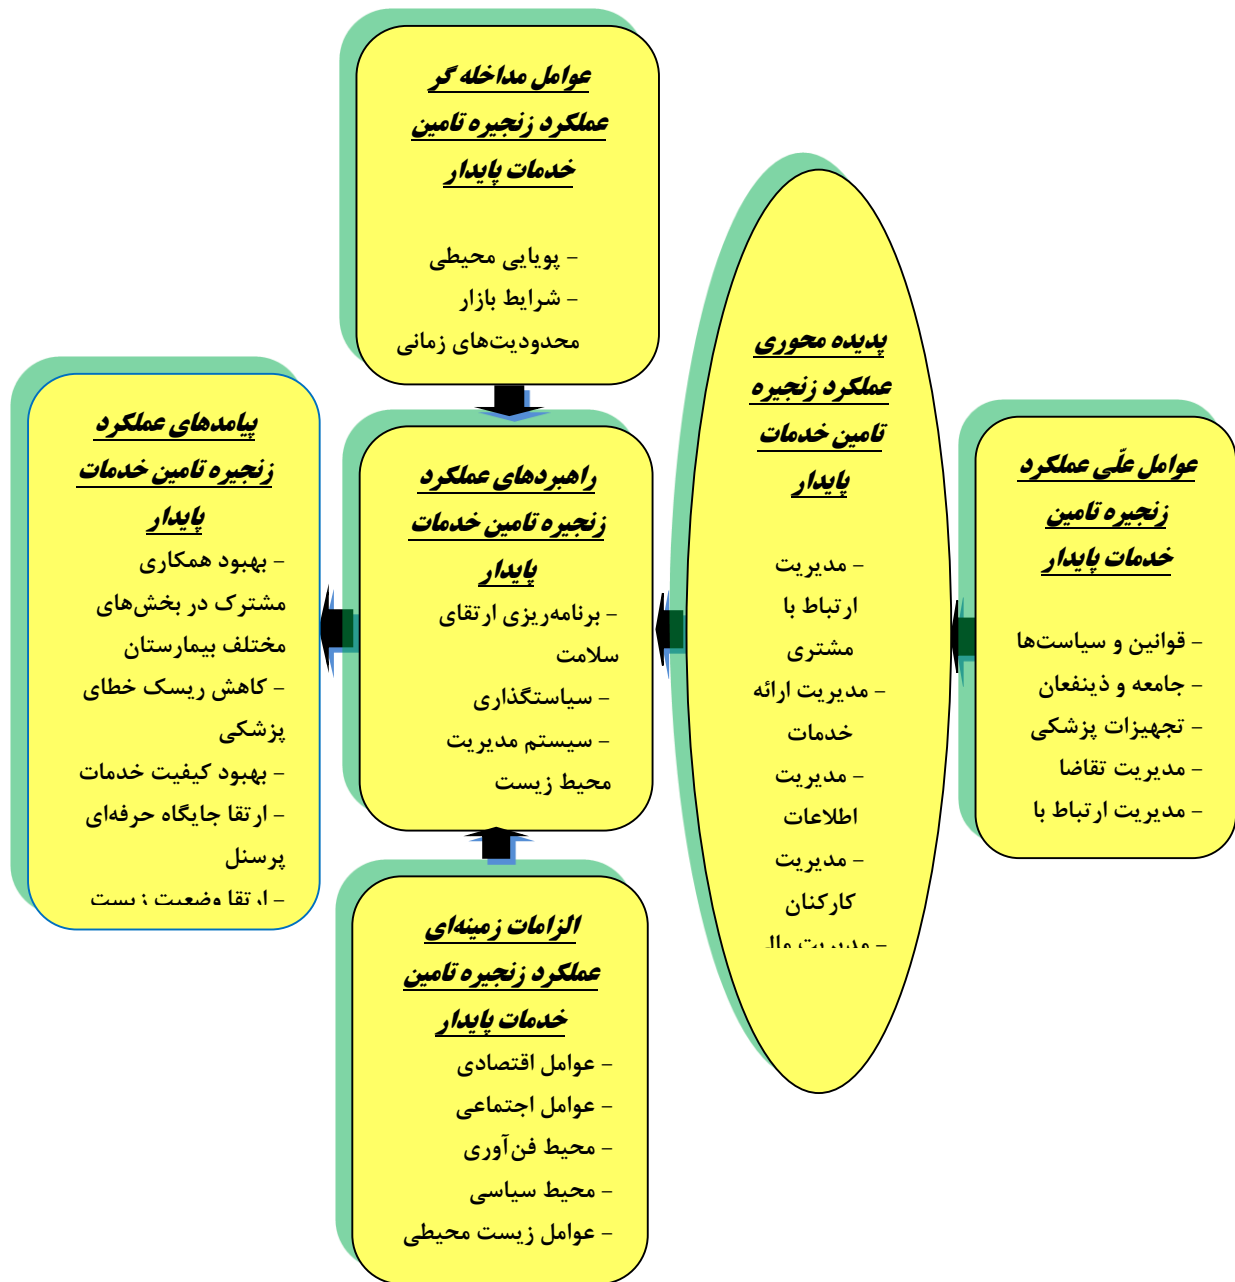 عوامل مداخله گر
عملکرد زنجیره تامین
خدمات پایدار
- پویایی محیطی
- شرایط بازار
محدودیت‌های زمانی
عوامل علّی عملکرد
زنجیره تامین
خدمات پایدار
- قوانین و سیاست‌ها
- جامعه و ذینفعان
- تجهیزات پزشکی
- مدیریت تقاضا
- مدیریت ارتباط با
پدیده محوری
عملکرد زنجیره
تامین خدمات
پایدار
- مدیریت
ارتباط با
مشتری
- مدیریت ارائه
خدمات
- مدیریت
اطلاعات
- مدیریت
کارکنان
- مدیریت
راهبردهای عملکرد
زنجیره تامین خدمات
پایدار
- برنامه‌ریزی ارتقای
سلامت
- سیاستگذاری
- سیستم مدیریت
محیط زیست
پیامدهای عملکرد
زنجیره تامین خدمات
پایدار
- بهبود همکاری
مشترک در بخش‌های
مختلف بیمارستان
- کاهش ریسک خطای
پزشکی
- بهبود کیفیت خدمات
- ارتقا جایگاه حرفه‌ای
پرسنل
- ارتقا وضعیت زیست
الزامات زمینه‌ای
عملکرد زنجیره تامین
خدمات پایدار
- عوامل اقتصادی
- عوامل اجتماعی
- محیط فن‌آوری
- محیط سیاسی
- عوامل زیست محیطی